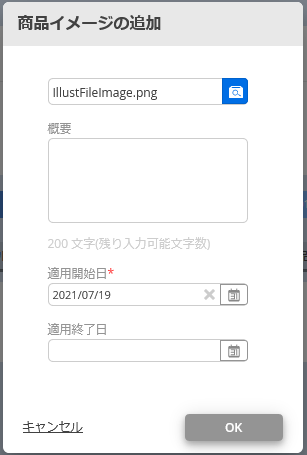 商品イメージの追加
IllustFileImage.png
概要
200 文字(残り入力可能文字数)
適用開始日*
2021/07/19
適用終了日
キャンセル
OK